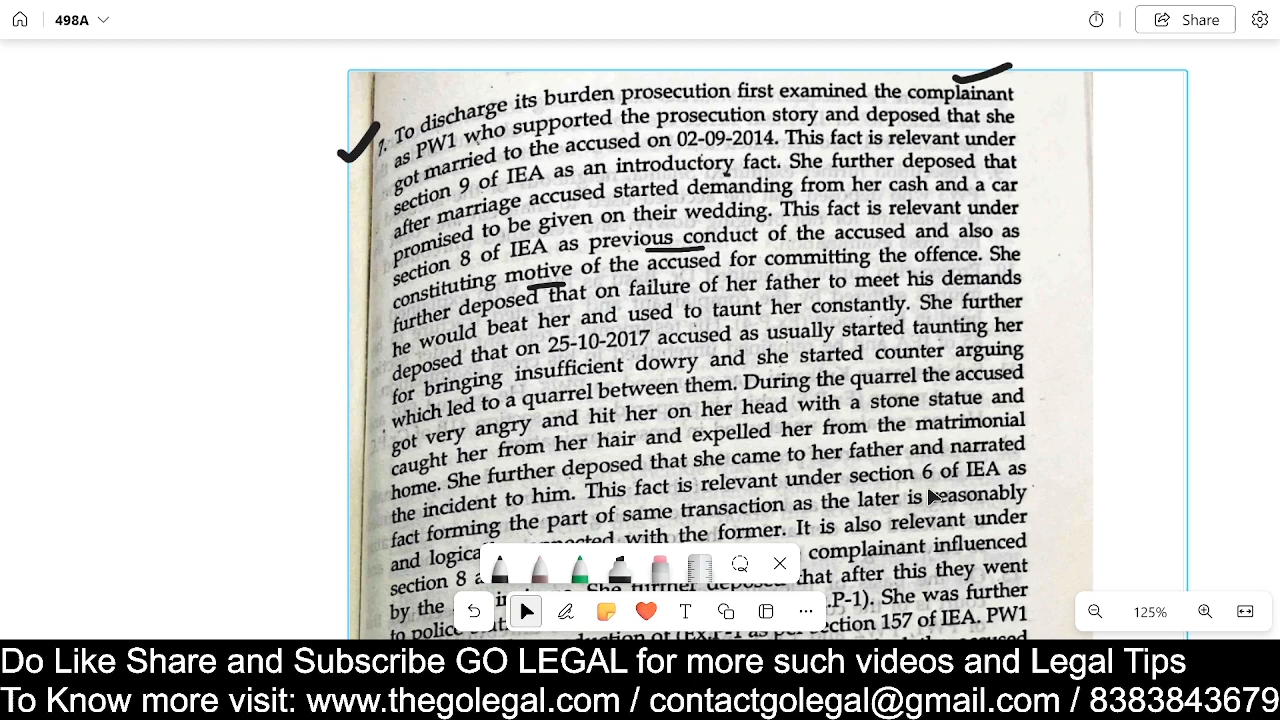 498A
Share
7. To discharge its burden prosecution first examined the complainant
as PW1 who supported the prosecution story and deposed that she
got married to the accused on 02-09-2014. This fact is relevant under
section 9 of IEA as an introductory fact. She further deposed that
after marriage accused started demanding from her cash and a car
promised to be given on their wedding. This fact is relevant under
section 8 of IEA as previous conduct of the accused and also as
constituting motive of the accused for committing the offence. She
further deposed that on failure of her father to meet his demands
he would beat her and used to taunt her constantly. She further
deposed that on 25-10-2017 accused as usually started taunting her
for bringing insufficient dowry and she started counter arguing
which led to a quarrel between them. During the quarrel the accused
got very angry and hit her on her head with a stone statue and
caught her from her hair and expelled her from the matrimonial
home. She further deposed that she came to her father and narrated
the incident to him. This fact is relevant under section 6 of IEA as
fact forming the part of same transaction as the later is reasonably
and logically connected with the former. It is also relevant under
section 8 complainant influenced
by the She further deposed that after this they went
to police P-1). She was further
(Ex.P-1 as per section 157 of IEA. PW1
125%
Do Like Share and Subscribe GO LEGAL for more such videos and Legal Tips
To Know more visit: www.thegolegal.com / contactgolegal@gmail.com / 8383843679